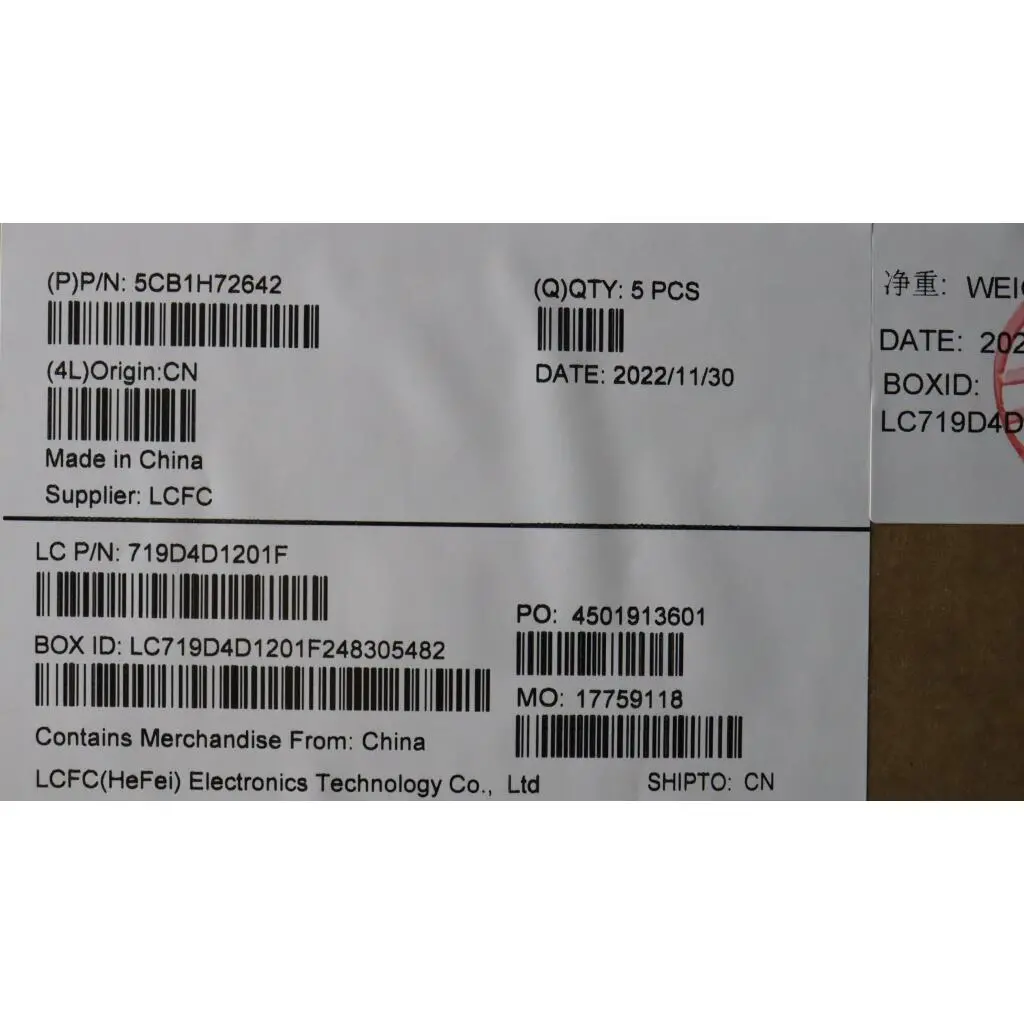 (P)P/N: 5CB1H72642
(Q)QTY: 5 PCS
(4L)Origin:CN
DATE: 2022/11/30
Made in China
Supplier: LCFC
LC P/N: 719D4D1201F
PO: 4501913601
BOX ID: LC719D4D1201F248305482
MO: 17759118
Contains Merchandise From: China
LCFC(HeFei) Electronics Technology Co., Ltd
SHIPTO: CN
净重:
DATE: 202
BOXID:
LC719D4D